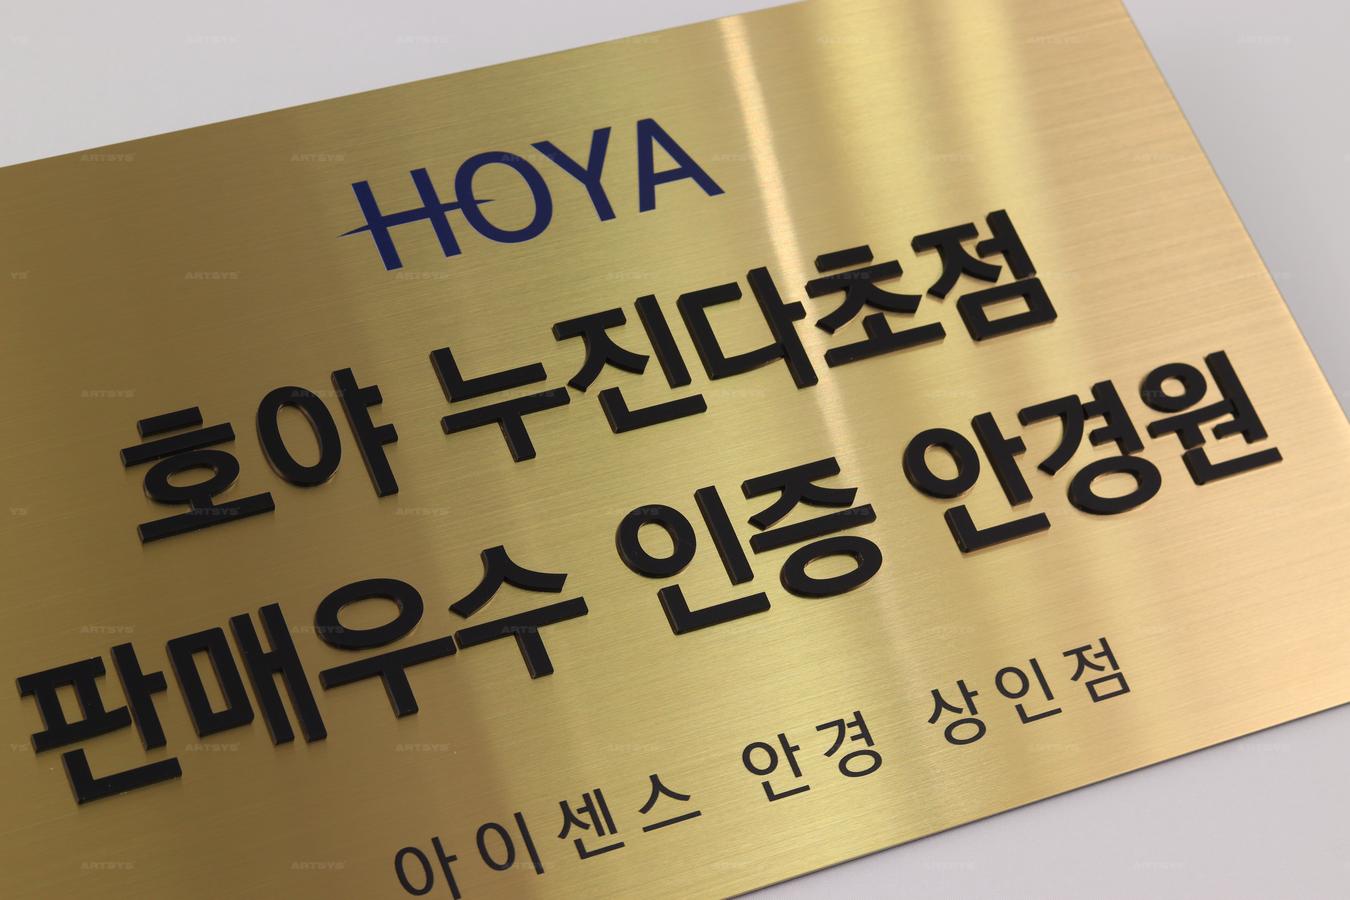 HOYA
호야 누진다초점
판매우수 인증 안경원
아이센스 안경 상인점
ARTSYS